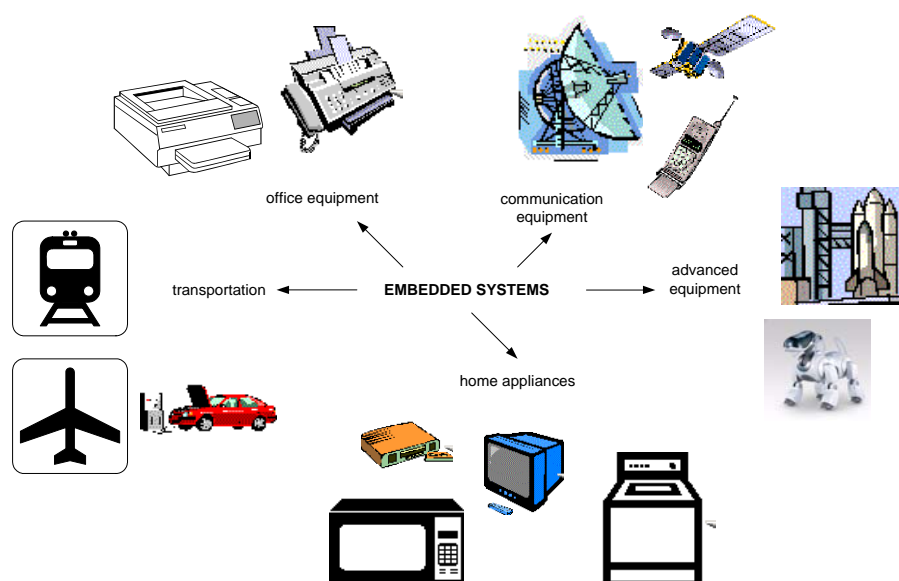 office equipment
communication
equipment
transportation
EMBEDDED SYSTEMS
advanced
equipment
home appliances